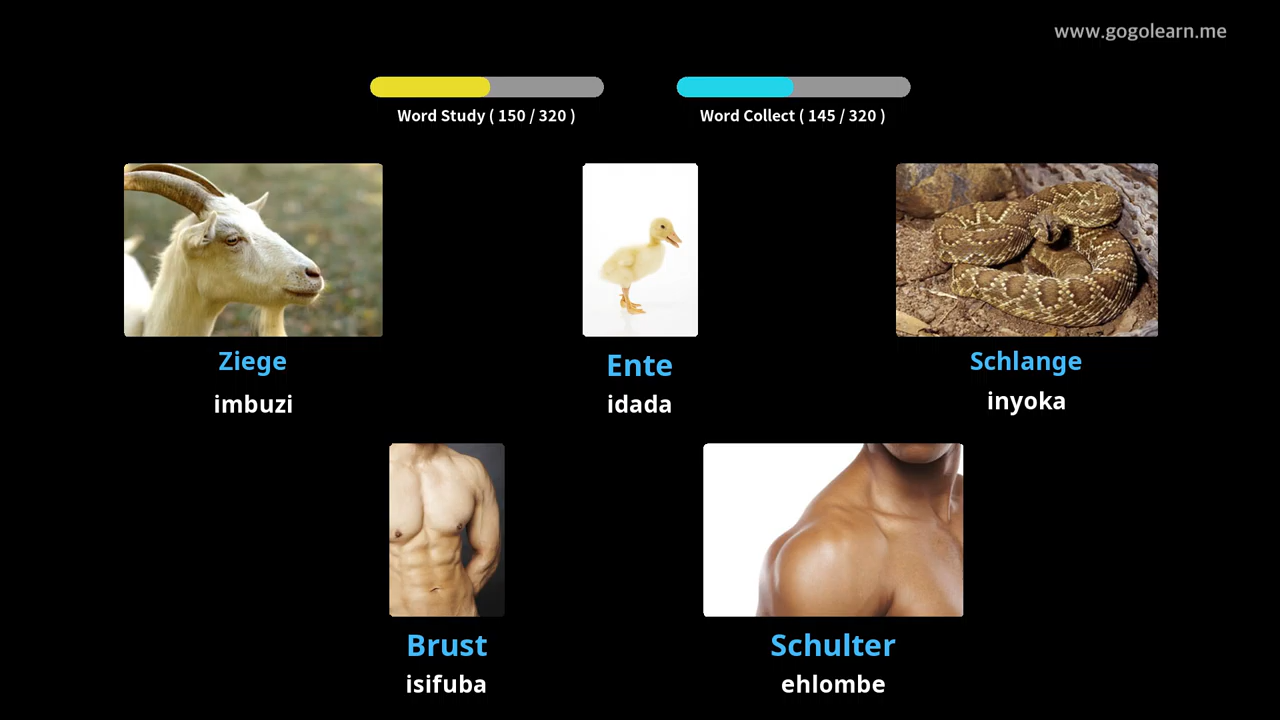 www.gogolearn.me
Word Study ( 150 / 320 )
Word Collect ( 145 / 320 )
Ziege
imbuzi
Ente
idada
Schlange
inyoka
Brust
isifuba
Schulter
ehlombe